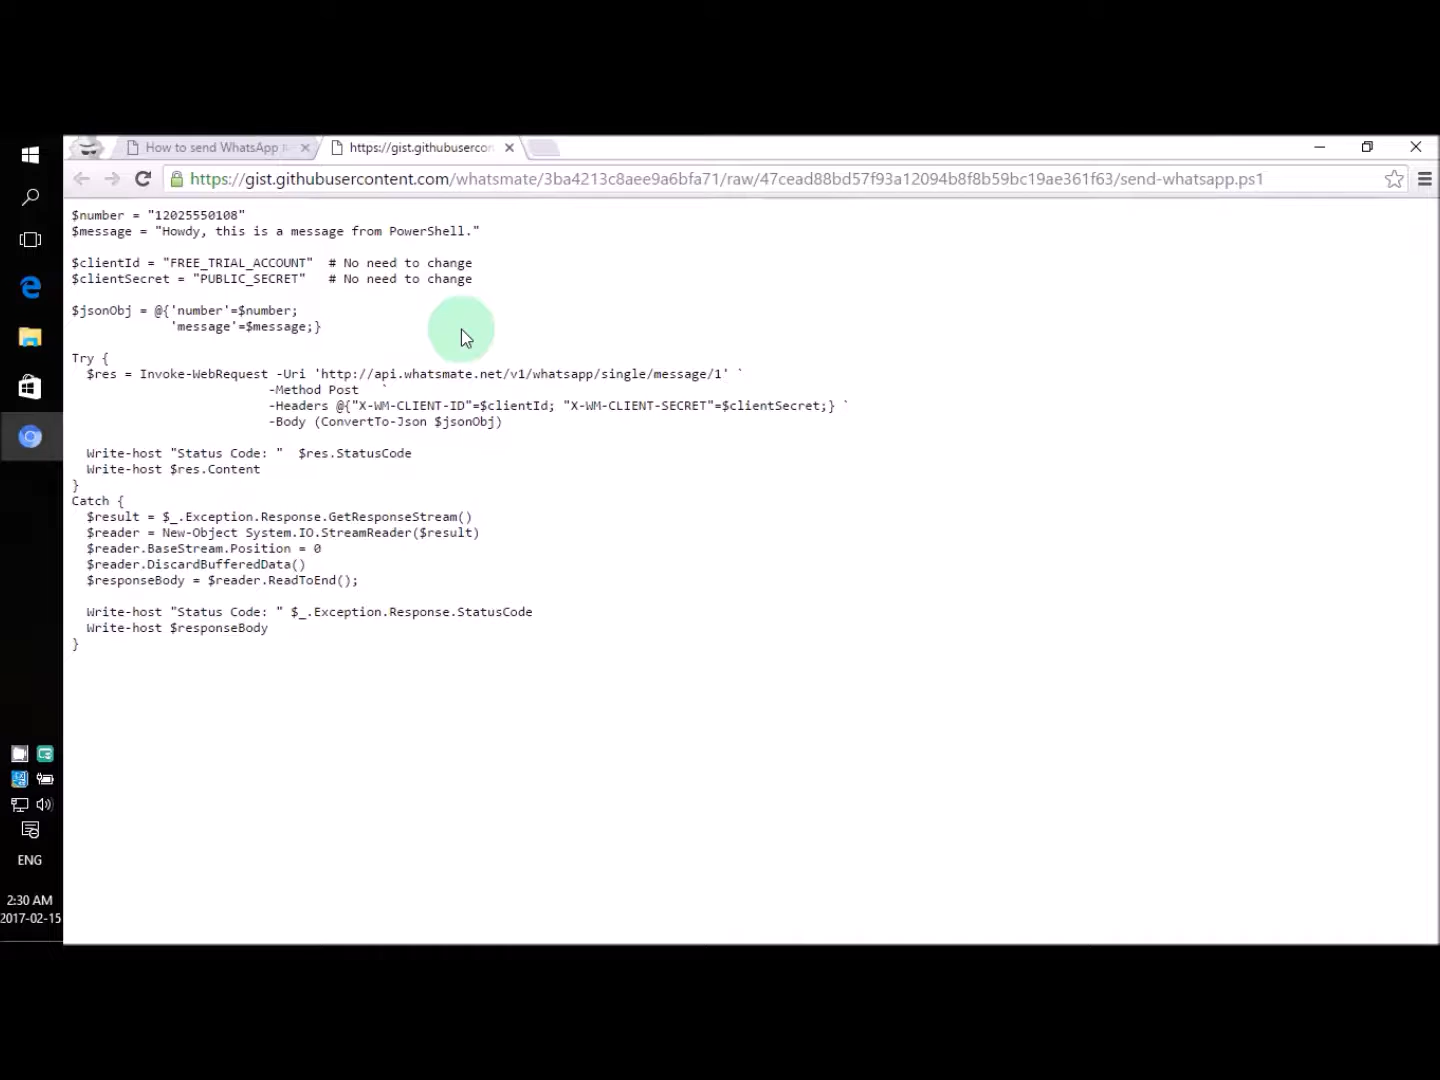 How to send WhatsApp
https://gist.githubusercon
https://gist.githubusercontent.com/whatsmate/3ba4213c8aee9a6bfa71/raw/47cead88bd57f93a12094b8f8b59bc19ae361f63/send-whatsapp.ps1
$number = "12025550108"
$message = "Howdy, this is a message from PowerShell."
$clientId = "FREE_TRIAL_ACCOUNT"  # No need to change
$clientSecret = "PUBLIC_SECRET"   # No need to change
$jsonObj = @{'number'=$number;
'message'=$message;}
Try {
$res = Invoke-WebRequest -Uri 'http://api.whatsmate.net/v1/whatsapp/single/message/1' `
-Method Post   `
-Headers @{"X-WM-CLIENT-ID"=$clientId; "X-WM-CLIENT-SECRET"=$clientSecret;} `
-Body (ConvertTo-Json $jsonObj)
Write-host "Status Code: "  $res.StatusCode
Write-host $res.Content
}
Catch {
$result = $_.Exception.Response.GetResponseStream()
$reader = New-Object System.IO.StreamReader($result)
$reader.BaseStream.Position = 0
$reader.DiscardBufferedData()
$responseBody = $reader.ReadToEnd();
Write-host "Status Code: " $_.Exception.Response.StatusCode
Write-host $responseBody
}
ENG
2:30 AM
2017-02-15